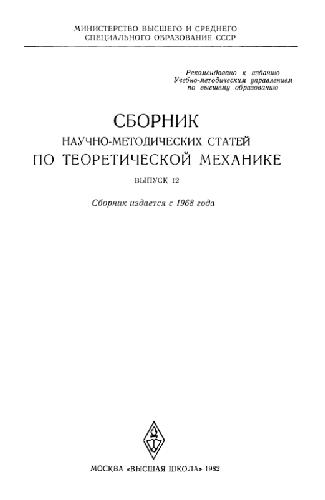 МИНИСТЕРСТВО ВЫСШЕГО И СРЕДНЕГО
СПЕЦИАЛЬНОГО ОБРАЗОВАНИЯ СССР
Рекомендовано к изданию
Учебно-методическим управлением
по высшему образованию
СБОРНИК
НАУЧНО-МЕТОДИЧЕСКИХ СТАТЕЙ
ПО ТЕОРЕТИЧЕСКОЙ МЕХАНИКЕ
ВЫПУСК 12
Сборник издается с 1968 года
МОСКВА «ВЫСШАЯ ШКОЛА» 1982